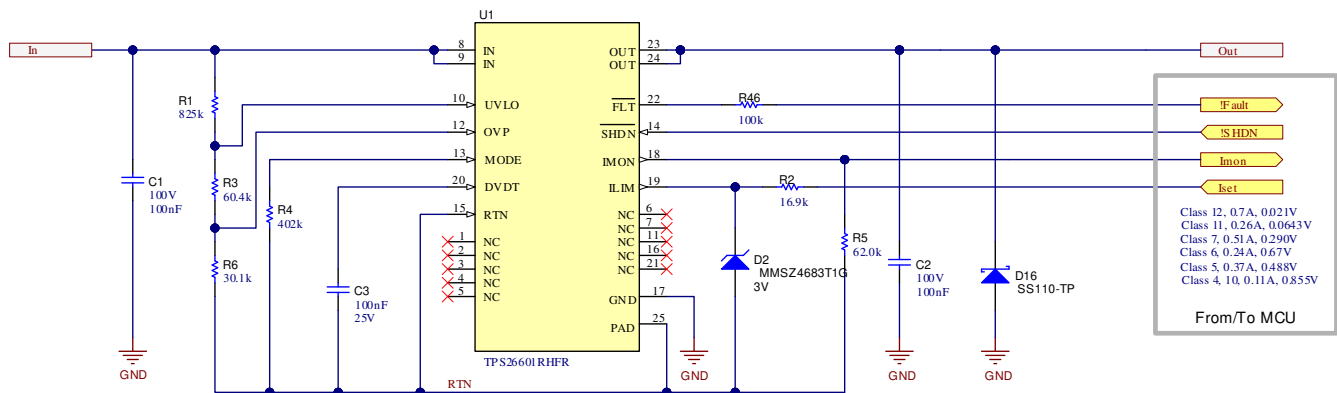 U1
In
8
IN
9
IN
23
OUT
24
OUT
Out
R1
825k
10
UVLO
22
FLT
R46
100k
!Fault
12
OVP
14
SHDN
!SHDN
13
MODE
18
IMON
Imon
C1
100V
100nF
R3
60.4k
20
DVDT
19
ILIM
R2
16.9k
Iset
R4
402k
15
RTN
6
NC
7
NC
11
NC
16
NC
21
NC
1
NC
2
NC
3
NC
4
NC
5
NC
R5
62.0k
Class 12, 0.7A, 0.021V
Class 11, 0.26A, 0.0643V
Class 7, 0.51A, 0.290V
Class 6, 0.24A, 0.67V
Class 5, 0.37A, 0.488V
Class 4, 10, 0.11A, 0.855V
R6
30.1k
C3
100nF
25V
D2
MMSZ4683T1G
3V
C2
100V
100nF
D16
SS110-TP
17
GND
25
PAD
From/To MCU
TPS26601RHFR
GND
GND
GND
GND
RTN